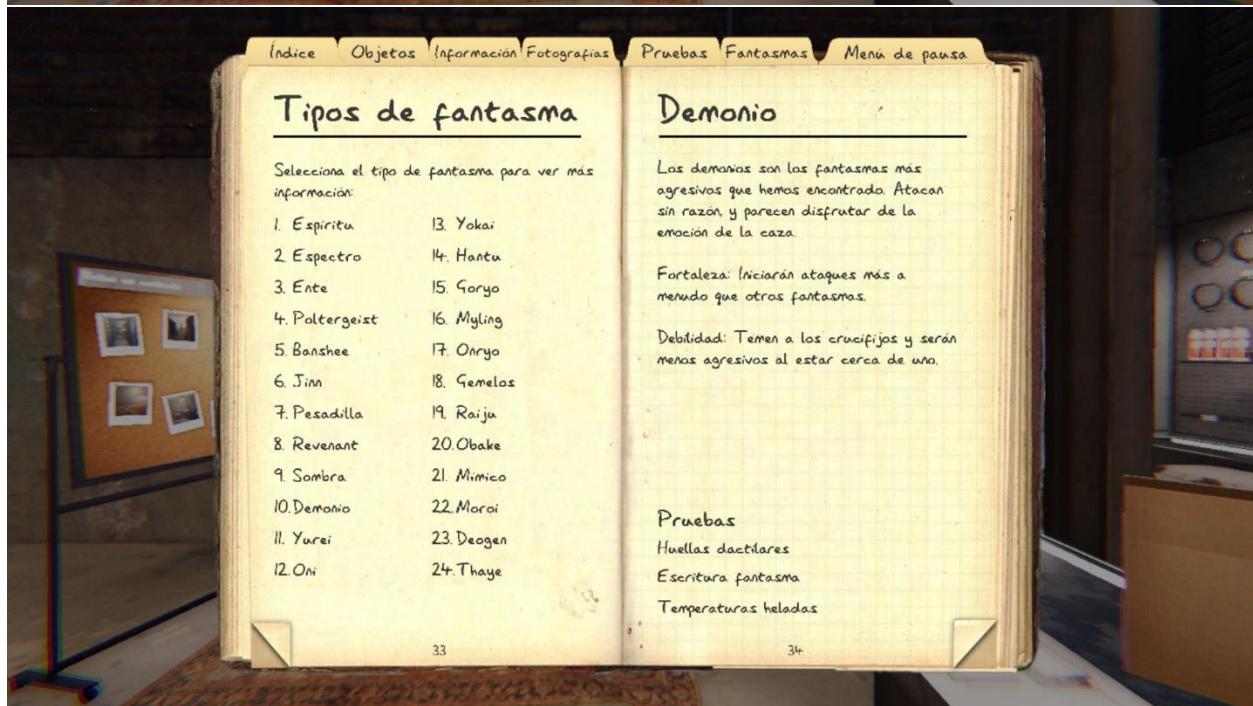 Índice
Objetos
Información
Fotografías
Pruebas
Fantasmas
Menú de pausa
Tipos de fantasma
Selecciona el tipo de fantasma para ver más
información:
1. Espíritu
2. Espectro
3. Ente
4. Poltergeist
5. Banshee
6. Jinn
7. Pesadilla
8. Revenant
9. Sombra
10. Demonio
11. Yurei
12. Oni
13. Yokai
14. Hantu
15. Goryo
16. Myling
17. Onryo
18. Gemelos
19. Raiju
20. Obake
21. Mímico
22. Moroi
23. Deogen
24. Thaye
33
Demonio
Los demonios son los fantasmas más
agresivos que hemos encontrado. Atacan
sin razón, y parecen disfrutar de la
emoción de la caza.
Fortaleza: Iniciarán ataques más a
menudo que otros fantasmas.
Debilidad: Temen a los crucifijos y serán
menos agresivos al estar cerca de uno.
Pruebas
Huellas dactilares
Escritura fantasma
Temperaturas heladas
34